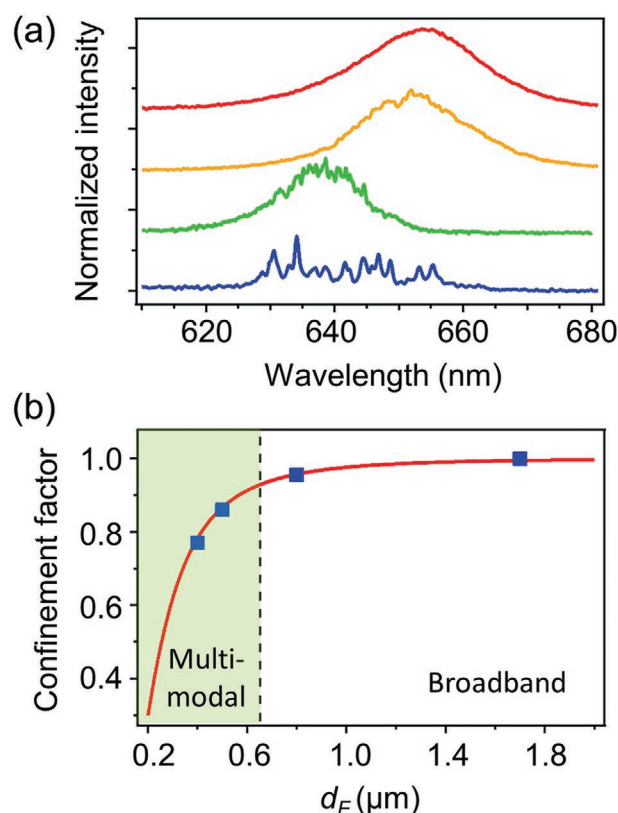 (a)
Normalized intensity
620 640 660 680
Wavelength (nm)
(b)
Confinement factor
1.0
0.8
0.6
0.4
Multi-
modal
Broadband
0.2 0.6 1.0 1.4 1.8
d_F (μm)